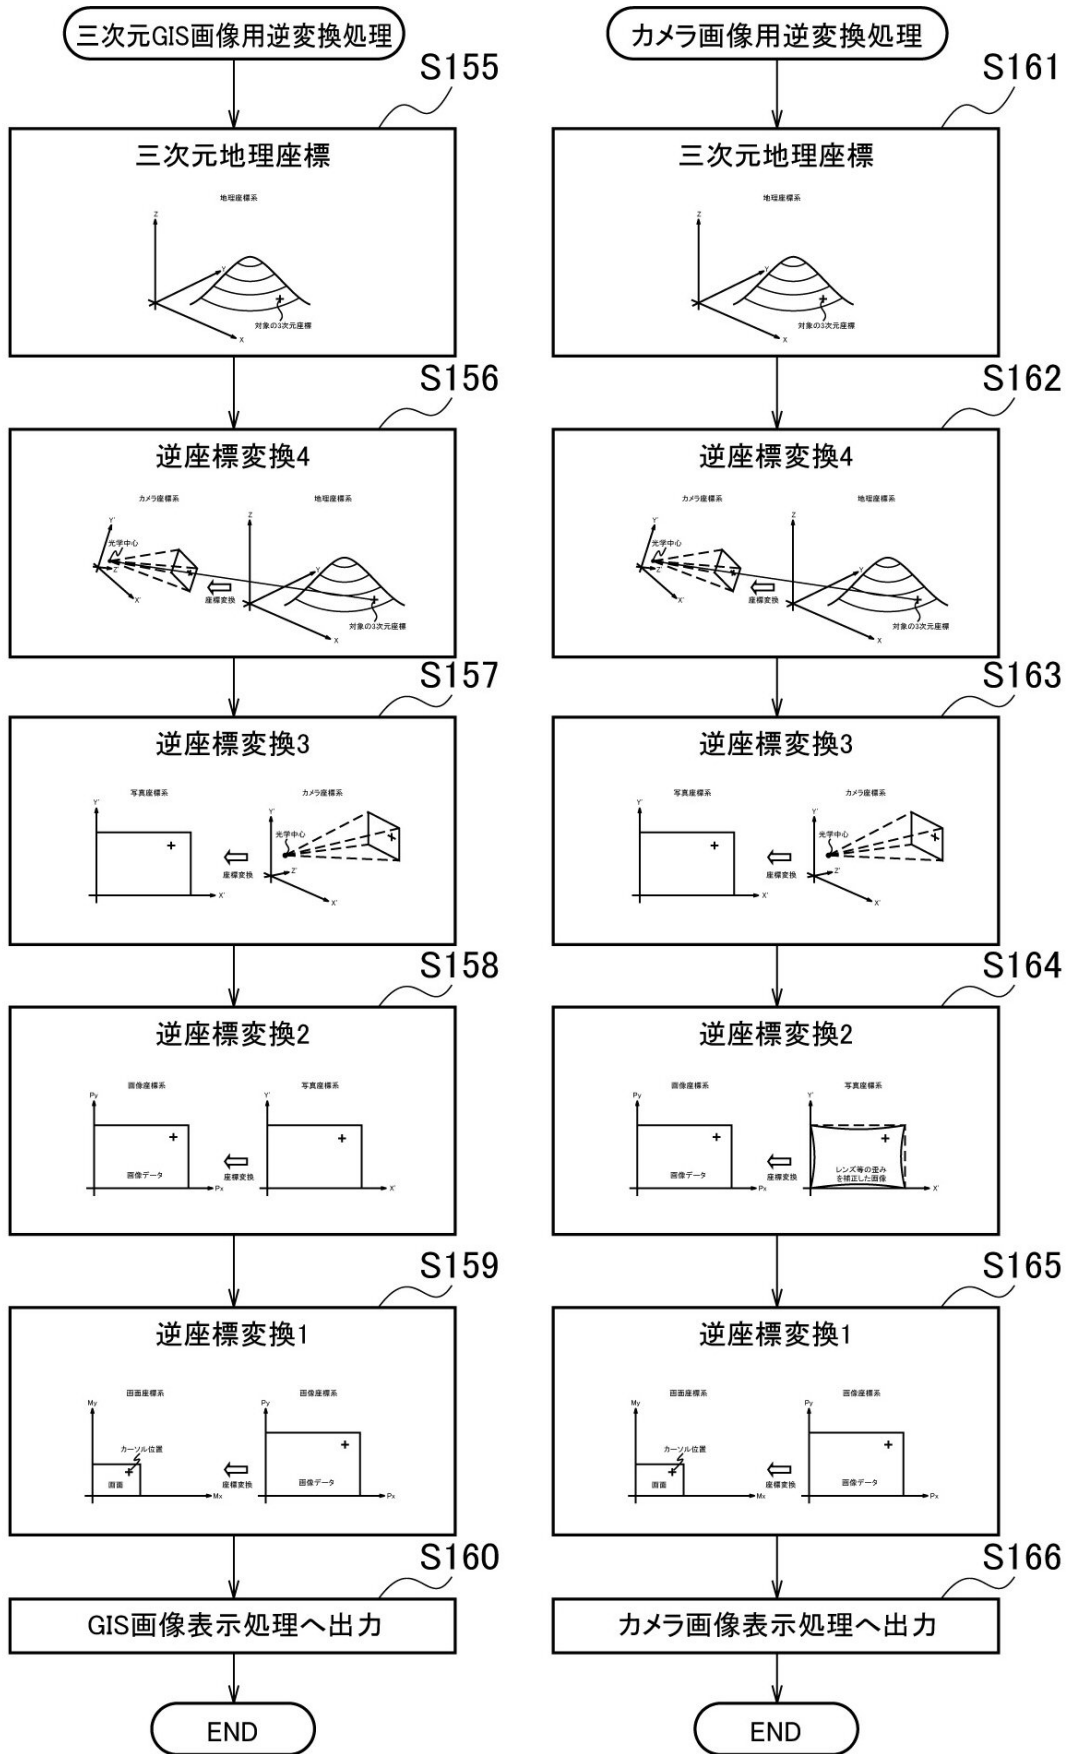 三次元GIS画像用逆変換処理
S155
三次元地理座標
地理座標系
Z
Y
X
対象の3次元座標
S156
逆座標変換4
カメラ座標系
地理座標系
Y'
光学中心
Z'
X'
座標変換
Z
Y
X
対象の3次元座標
S157
逆座標変換3
写真座標系
カメラ座標系
Y'
X'
座標変換
Y'
光学中心
Z'
X'
S158
逆座標変換2
画像座標系
写真座標系
Py
画像データ
Px
座標変換
Y'
X'
S159
逆座標変換1
画面座標系
画像座標系
My
カーソル位置
画面
Mx
座標変換
Py
画像データ
Px
S160
GIS画像表示処理へ出力
END
カメラ画像用逆変換処理
S161
三次元地理座標
地理座標系
Z
Y
X
対象の3次元座標
S162
逆座標変換4
カメラ座標系
地理座標系
Y'
光学中心
Z'
X'
座標変換
Z
Y
X
対象の3次元座標
S163
逆座標変換3
写真座標系
カメラ座標系
Y'
X'
座標変換
Y'
光学中心
Z'
X'
S164
逆座標変換2
画像座標系
写真座標系
Py
画像データ
Px
座標変換
Y'
レンズ等の歪み
を補正した画像
X'
S165
逆座標変換1
画面座標系
画像座標系
My
カーソル位置
画面
Mx
座標変換
Py
画像データ
Px
S166
カメラ画像表示処理へ出力
END